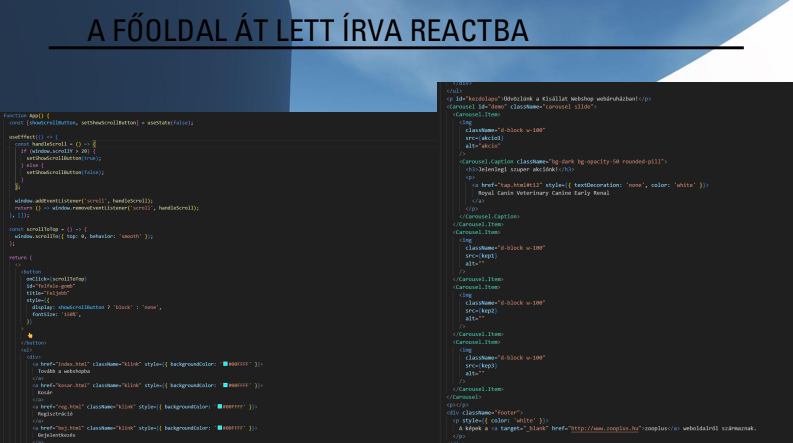 A FŐOLDAL ÁT LETT ÍRVA REACTBA
function App() {
const [showScrollButton, setShowScrollButton] = useState(false);
useEffect(() => {
const handleScroll = () => {
if (window.scrollY > 20) {
setShowScrollButton(true);
} else {
setShowScrollButton(false);
}
};
window.addEventListener('scroll', handleScroll);
return () => window.removeEventListener('scroll', handleScroll);
}, []);
const scrollToTop = () => {
window.scrollTo({ top: 0, behavior: 'smooth' });
};
return (
<>
<button
onClick={scrollToTop}
id="felfele-gomb"
title="Feljebb"
style={{
display: showScrollButton ? 'block' : 'none',
fontSize: '150%',
}}
>
👆
</button>
<ul>
<div>
<a href="index.html" className="klink" style={{ backgroundColor: '#00FFFF' }}>
Tovább a webshopba
</a>
<a href="kosar.html" className="klink" style={{ backgroundColor: '#00FFFF' }}>
Kosár
</a>
<a href="reg.html" className="klink" style={{ backgroundColor: '#00FFFF' }}>
Regisztráció
</a>
<a href="bej.html" className="klink" style={{ backgroundColor: '#00FFFF' }}>
Bejelentkezés
</div>
</ul>
<p id="kezdolapu">Üdvözlünk a Kisállat Webshop webáruházban!</p>
<Carousel id="demo" className="carousel silde">
<Carousel.Item>
<img
className="d-block w-100"
src={akcio1}
alt="akcio"
/>
<Carousel.Caption className="bg-dark bg-opacity-50 rounded-pill">
<h3>Jelenlegi szuper akciónk!</h3>
<p>
<a href="tap.html#t12" style={{ textDecoration: 'none', color: 'white' }}>
Royal Canin Veterinary Canine Early Renal
</a>
</p>
</Carousel.Caption>
</Carousel.Item>
<Carousel.Item>
<img
className="d-block w-100"
src={kep1}
alt=""
/>
</Carousel.Item>
<Carousel.Item>
<img
className="d-block w-100"
src={kep2}
alt=""
/>
</Carousel.Item>
<Carousel.Item>
<img
className="d-block w-100"
src={kep3}
alt=""
/>
</Carousel.Item>
</Carousel>
<p></p>
<div className="footer">
<p style={{ color: 'white' }}>
A képek a <a target="_blank" href="http://www.zooplus.hu">zooplus</a> weboldalról származnak.
</p>